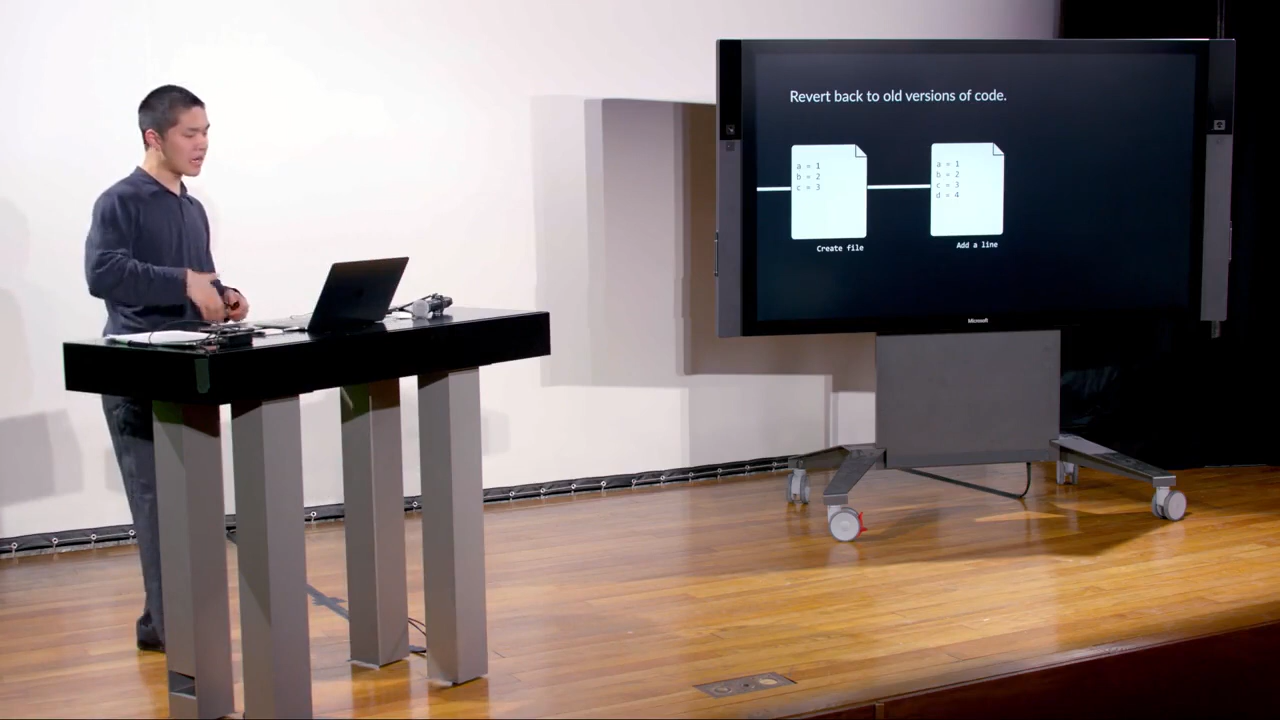 Revert back to old versions of code.
a = 1
b = 2
c = 3
Create file
a = 1
b = 2
c = 3
d = 4
Add a line
Microsoft